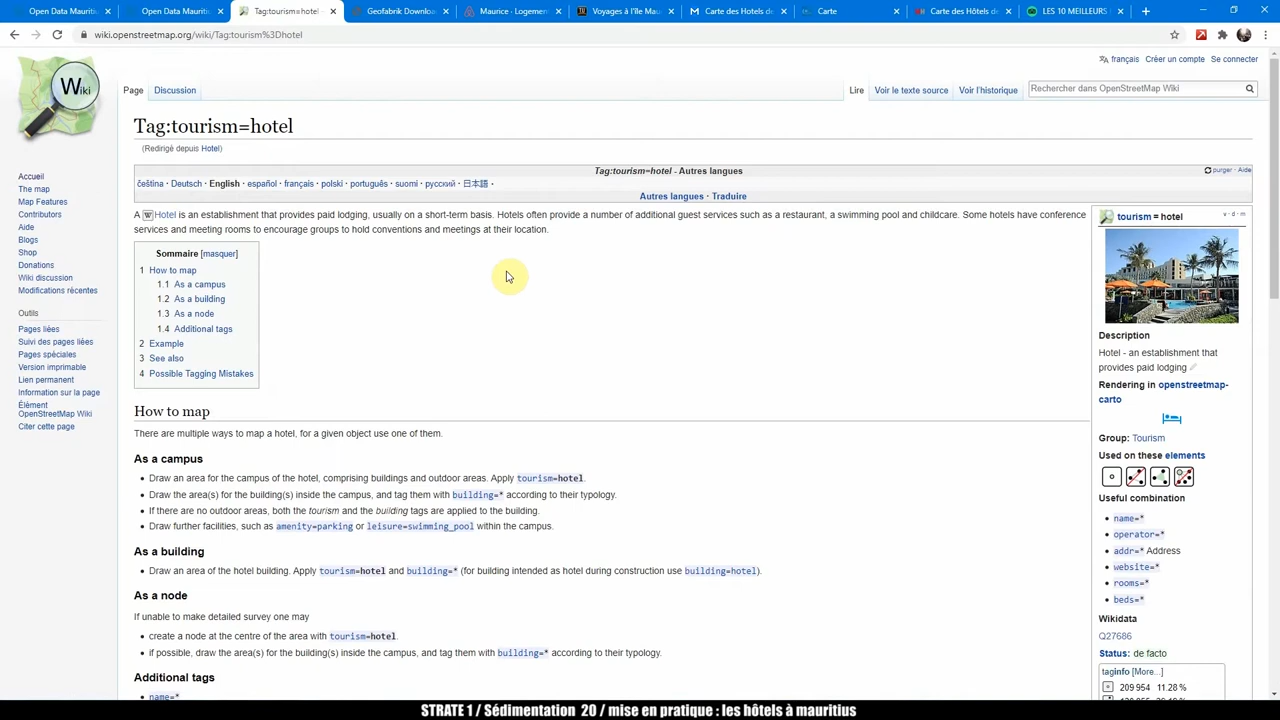 Open Data Mauriti
Open Data Mauriti
Tag:tourism=hotel
Geofabrik Downloa
Maurice · Logemen
Voyages à l'île Mau
Carte des Hotels de
Carte
Carte des Hôtels de
LES 10 MEILLEURS
wiki.openstreetmap.org/wiki/Tag:tourism%3Dhotel
français Créer un compte Se connecter
Wiki
Page Discussion Lire Voir le texte source Voir l'historique Rechercher dans OpenStreetMap Wiki
Tag:tourism=hotel
(Redirigé depuis Hotel)
Tag:tourism=hotel - Autres langues
purger - Aide
čeština · Deutsch · English · español · français · polski · português · suomi · русский · 日本語 ·
Autres langues · Traduire
A W Hotel is an establishment that provides paid lodging, usually on a short-term basis. Hotels often provide a number of additional guest services such as a restaurant, a swimming pool and childcare. Some hotels have conference
services and meeting rooms to encourage groups to hold conventions and meetings at their location.
Sommaire [masquer]
1 How to map
1.1 As a campus
1.2 As a building
1.3 As a node
1.4 Additional tags
2 Example
3 See also
4 Possible Tagging Mistakes
How to map
There are multiple ways to map a hotel, for a given object use one of them.
As a campus
• Draw an area for the campus of the hotel, comprising buildings and outdoor areas. Apply tourism=hotel.
• Draw the area(s) for the building(s) inside the campus, and tag them with building=* according to their typology.
• If there are no outdoor areas, both the tourism and the building tags are applied to the building.
• Draw further facilities, such as amenity=parking or leisure=swimming_pool within the campus.
As a building
• Draw an area of the hotel building. Apply tourism=hotel and building=* (for building intended as hotel during construction use building=hotel).
As a node
If unable to make detailed survey one may
• create a node at the centre of the area with tourism=hotel.
• if possible, draw the area(s) for the building(s) inside the campus, and tag them with building=* according to their typology.
Additional tags
• name=*
Accueil
The map
Map Features
Contributors
Aide
Blogs
Shop
Donations
Wiki discussion
Modifications récentes
Outils
Pages liées
Suivi des pages liées
Pages spéciales
Version imprimable
Lien permanent
Information sur la page
Élément
OpenStreetMap Wiki
Citer cette page
tourism = hotel
v · d · m
Description
Hotel - an establishment that
provides paid lodging
Rendering in openstreetmap-
carto
Group: Tourism
Used on these elements
Useful combination
• name=*
• operator=*
• addr=* Address
• website=*
• rooms=*
• beds=*
Wikidata
Q27686
Status: de facto
taginfo [More...]
209 954 11.28 %
STRATE 1 / Sédimentation 20 / mise en pratique : les hôtels à mauritius